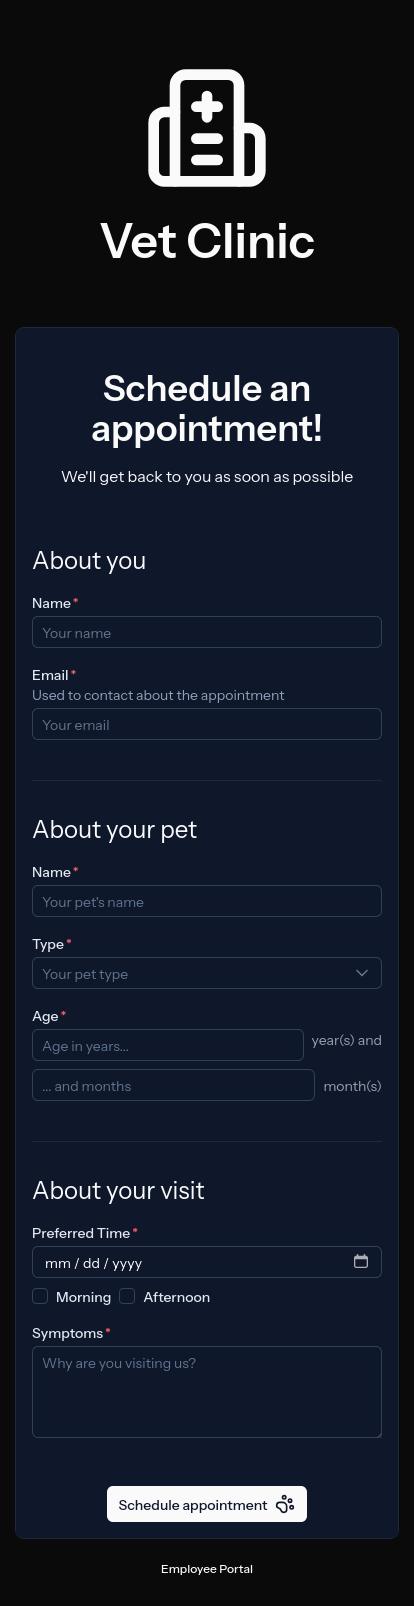 Vet Clinic
Schedule an
appointment!
We'll get back to you as soon as possible
About you
Name*
Your name
Email*
Used to contact about the appointment
Your email
About your pet
Name*
Your pet's name
Type*
Your pet type
Age*
Age in years... year(s) and
... and months month(s)
About your visit
Preferred Time*
mm / dd / yyyy
Morning Afternoon
Symptoms*
Why are you visiting us?
Schedule appointment
Employee Portal